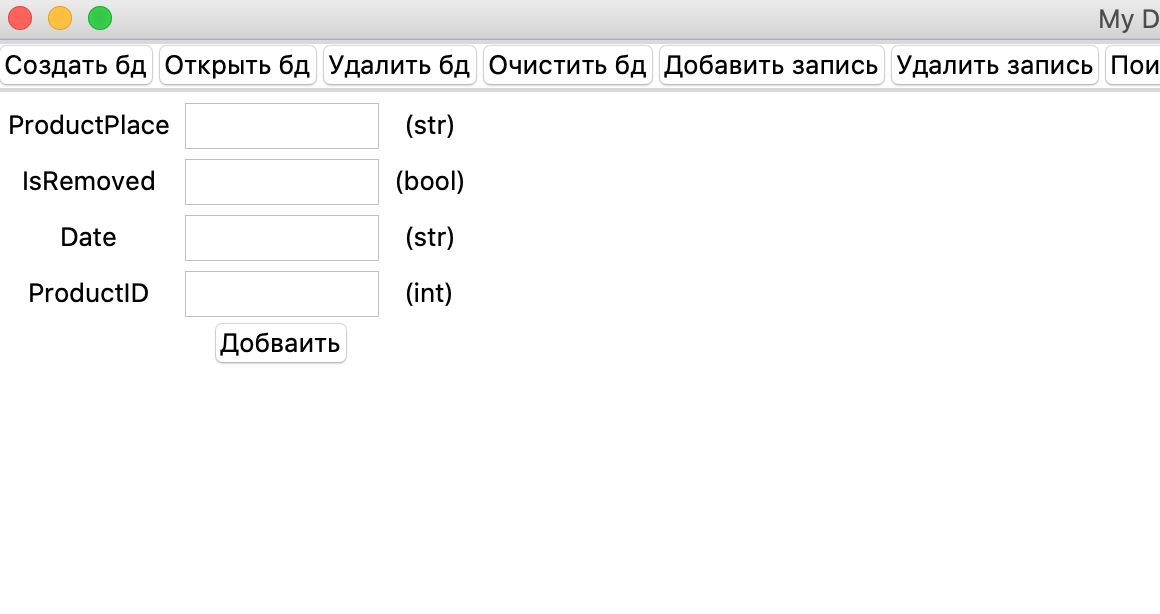 My D
Создать бд Открыть бд Удалить бд Очистить бд Добавить запись Удалить запись Пои
ProductPlace (str)
IsRemoved (bool)
Date (str)
ProductID (int)
Добваить